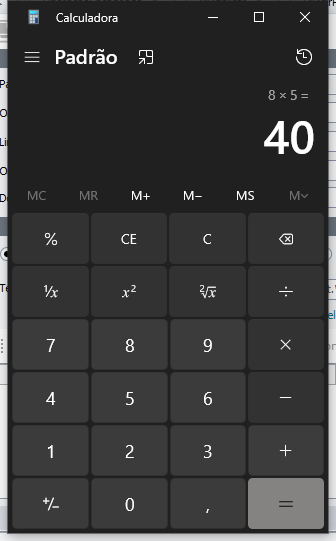 Calculadora
Padrão
8 × 5 =
40
MC MR M+ M− MS M
% CE C
¹/x x² ²√x ÷
7 8 9 ×
4 5 6 −
1 2 3 +
+/− 0 , =